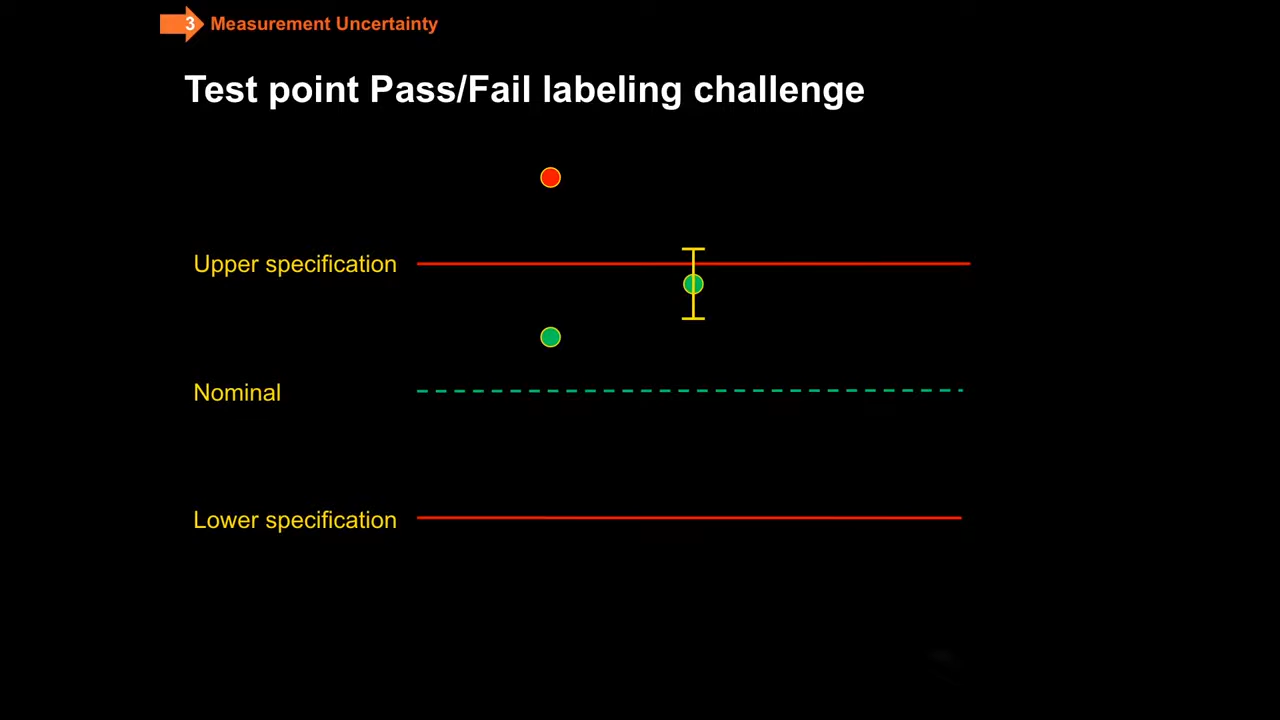 3 Measurement Uncertainty
Test point Pass/Fail labeling challenge
Upper specification
Nominal
Lower specification